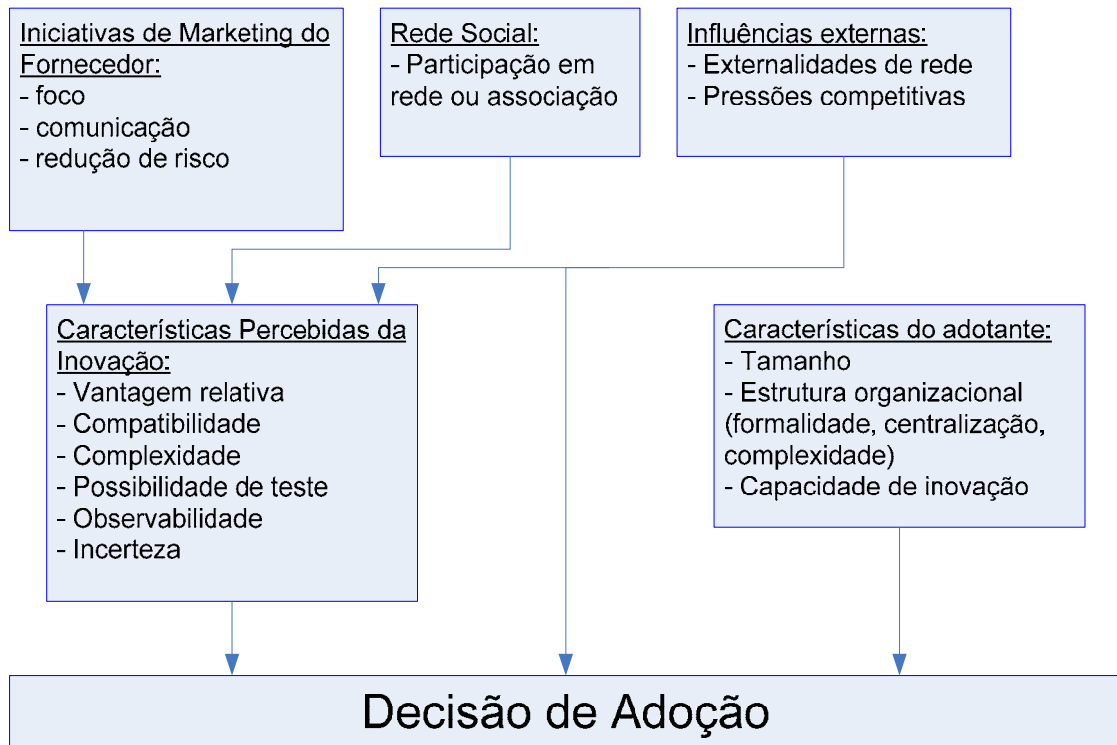 Iniciativas de Marketing do
Fornecedor:
- foco
- comunicação
- redução de risco
Rede Social:
- Participação em
rede ou associação
Influências externas:
- Externalidades de rede
- Pressões competitivas
Características Percebidas da
Inovação:
- Vantagem relativa
- Compatibilidade
- Complexidade
- Possibilidade de teste
- Observabilidade
- Incerteza
Características do adotante:
- Tamanho
- Estrutura organizacional
(formalidade, centralização,
complexidade)
- Capacidade de inovação
Decisão de Adoção